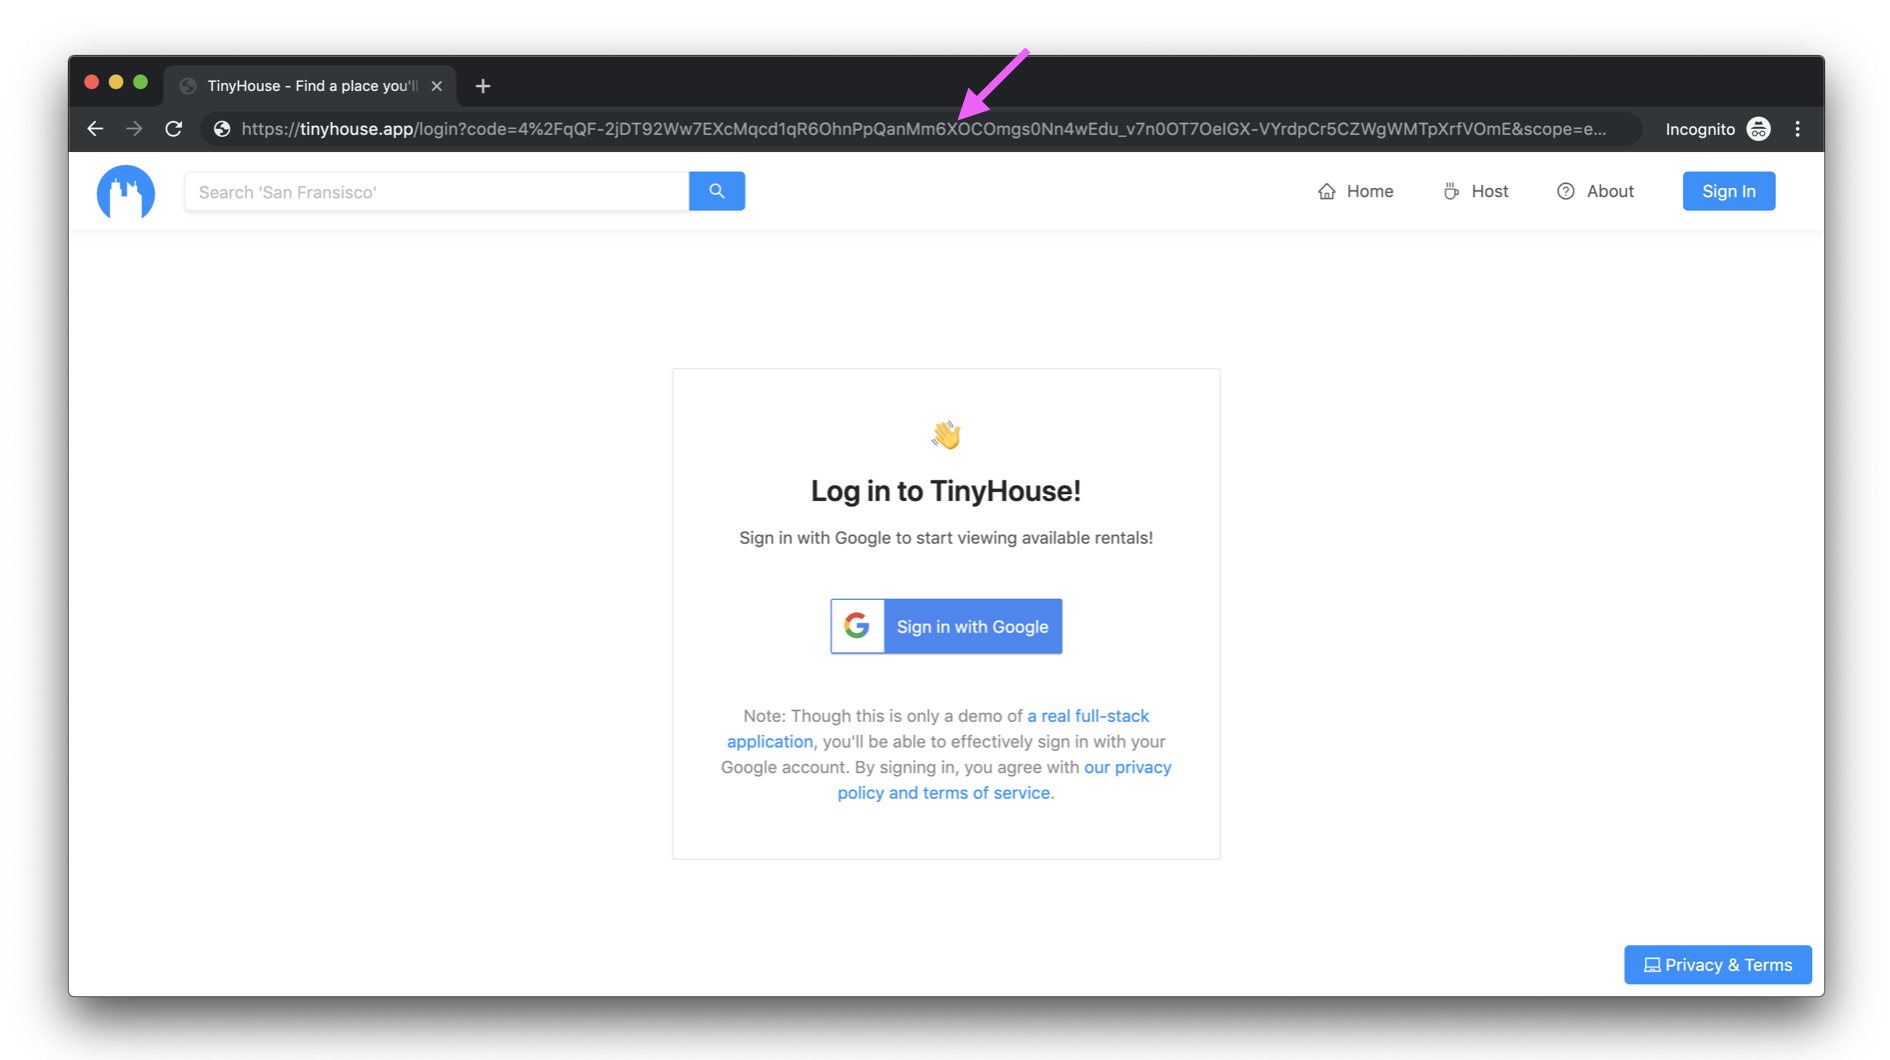 TinyHouse - Find a place you'll
https://tinyhouse.app/login?code=4%2FqQF-2jDT92Ww7EXcMqcd1qR6OhnPpQanMm6XOCOmgs0Nn4wEdu_v7n0OT7OelGX-VYrdpCr5CZWgWMTpXrfVOmE&scope=e...
Incognito
Search 'San Fransisco'
Home
Host
About
Sign In
Log in to TinyHouse!
Sign in with Google to start viewing available rentals!
G
Sign in with Google
Note: Though this is only a demo of a real full-stack
application, you'll be able to effectively sign in with your
Google account. By signing in, you agree with our privacy
policy and terms of service.
Privacy & Terms